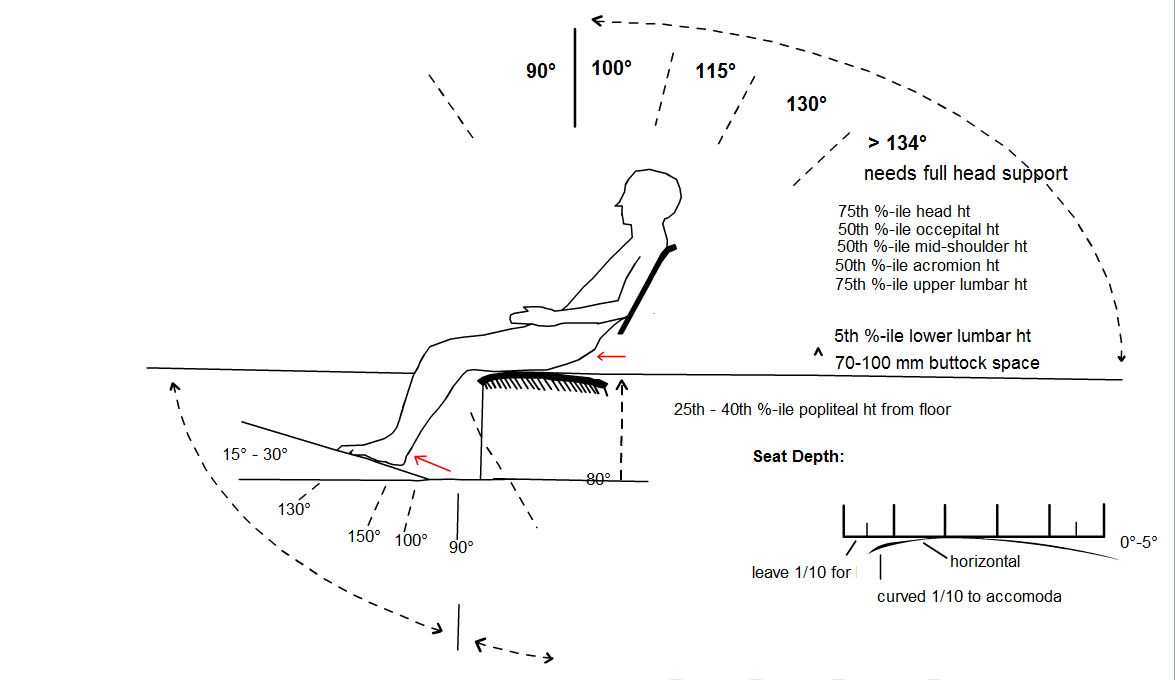 90°
100°
115°
130°
> 134°
needs full head support
75th %-ile head ht
50th %-ile occepital ht
50th %-ile mid-shoulder ht
50th %-ile acromion ht
75th %-ile upper lumbar ht
5th %-ile lower lumbar ht
70-100 mm buttock space
25th - 40th %-ile popliteal ht from floor
15° - 30°
80°
130°
150°
100°
90°
Seat Depth:
0°-5°
horizontal
leave 1/10 for
curved 1/10 to accomoda